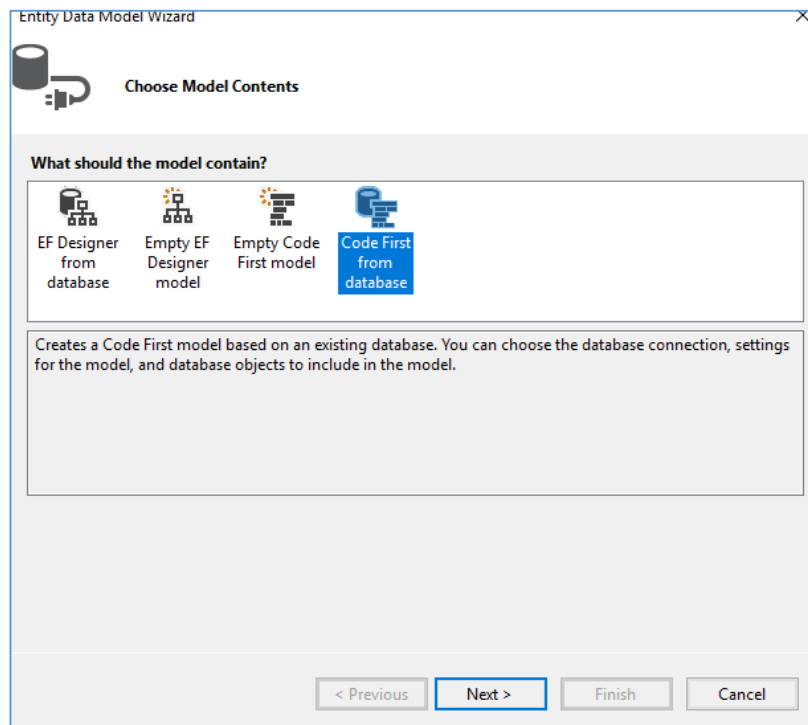 Entity Data Model Wizard
Choose Model Contents
What should the model contain?
EF Designer
from
database
Empty EF
Designer
model
Empty Code
First model
Code First
from
database
Creates a Code First model based on an existing database. You can choose the database connection, settings
for the model, and database objects to include in the model.
< Previous
Next >
Finish
Cancel